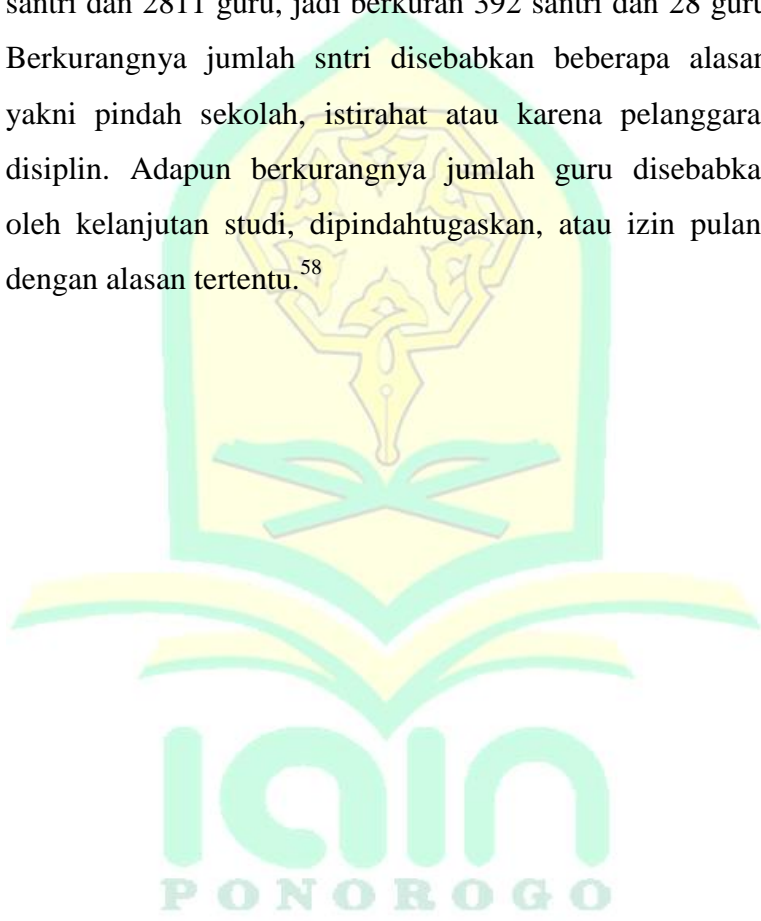 santri dan 2811 guru, jadi berkuran 392 santri dan 28 guru
Berkurangnya jumlah sntri disebabkan beberapa alasan
yakni pindah sekolah, istirahat atau karena pelanggara
disiplin. Adapun berkurangnya jumlah guru disebabka
oleh kelanjutan studi, dipindahtugaskan, atau izin pulan
dengan alasan tertentu.58
iain
PONOROGO